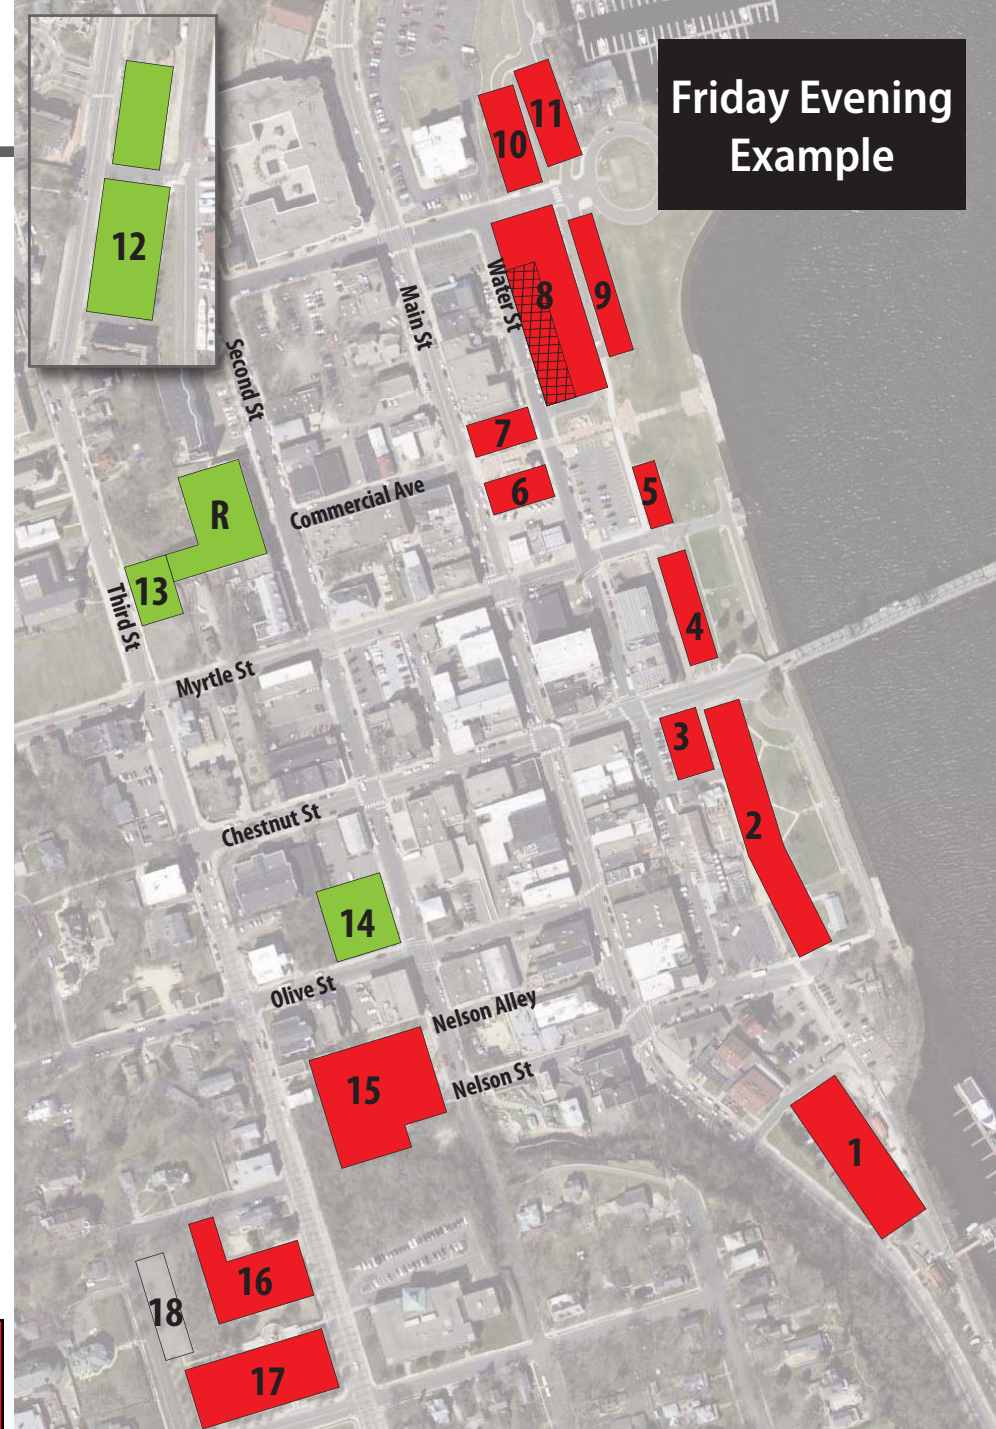 Friday Evening
Example
12
11
10
Water St
8
9
Main St
Second St
7
6
5
R
Commercial Ave
13
Third St
4
Myrtle St
3
2
Chestnut St
14
Olive St
Nelson Alley
15
Nelson St
1
16
18
17